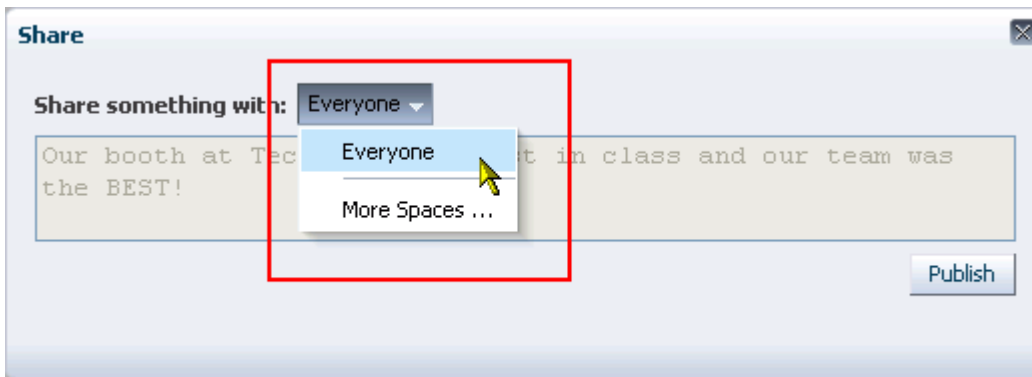 Share
Share something with: Everyone
Our booth at Tec t in class and our team was
the BEST!
Everyone
More Spaces ...
Publish